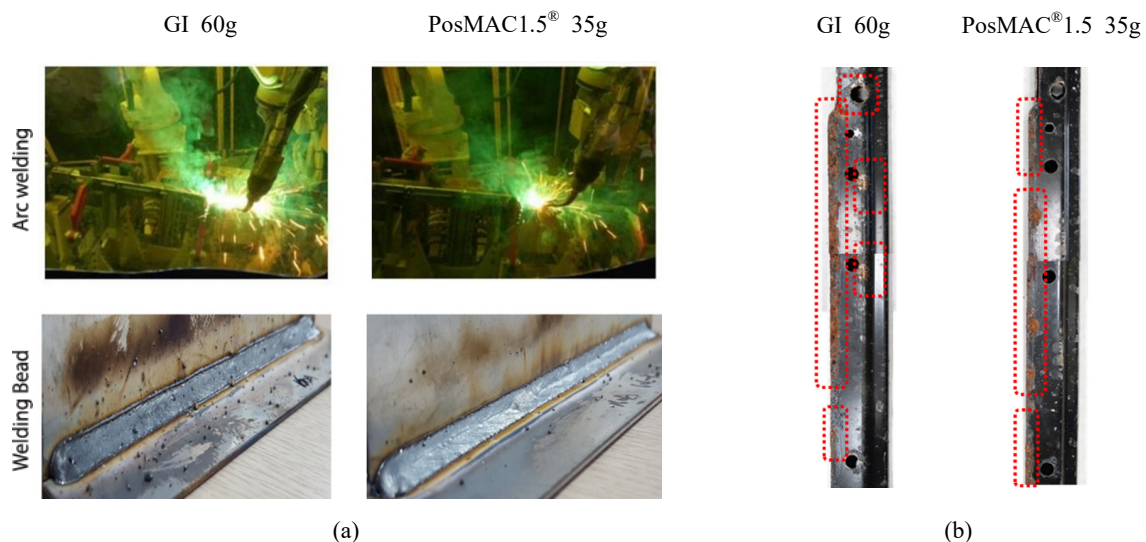 GI 60g
PosMAC1.5® 35g
GI 60g
PosMAC®1.5 35g
Arc welding
Welding Bead
(a)
(b)